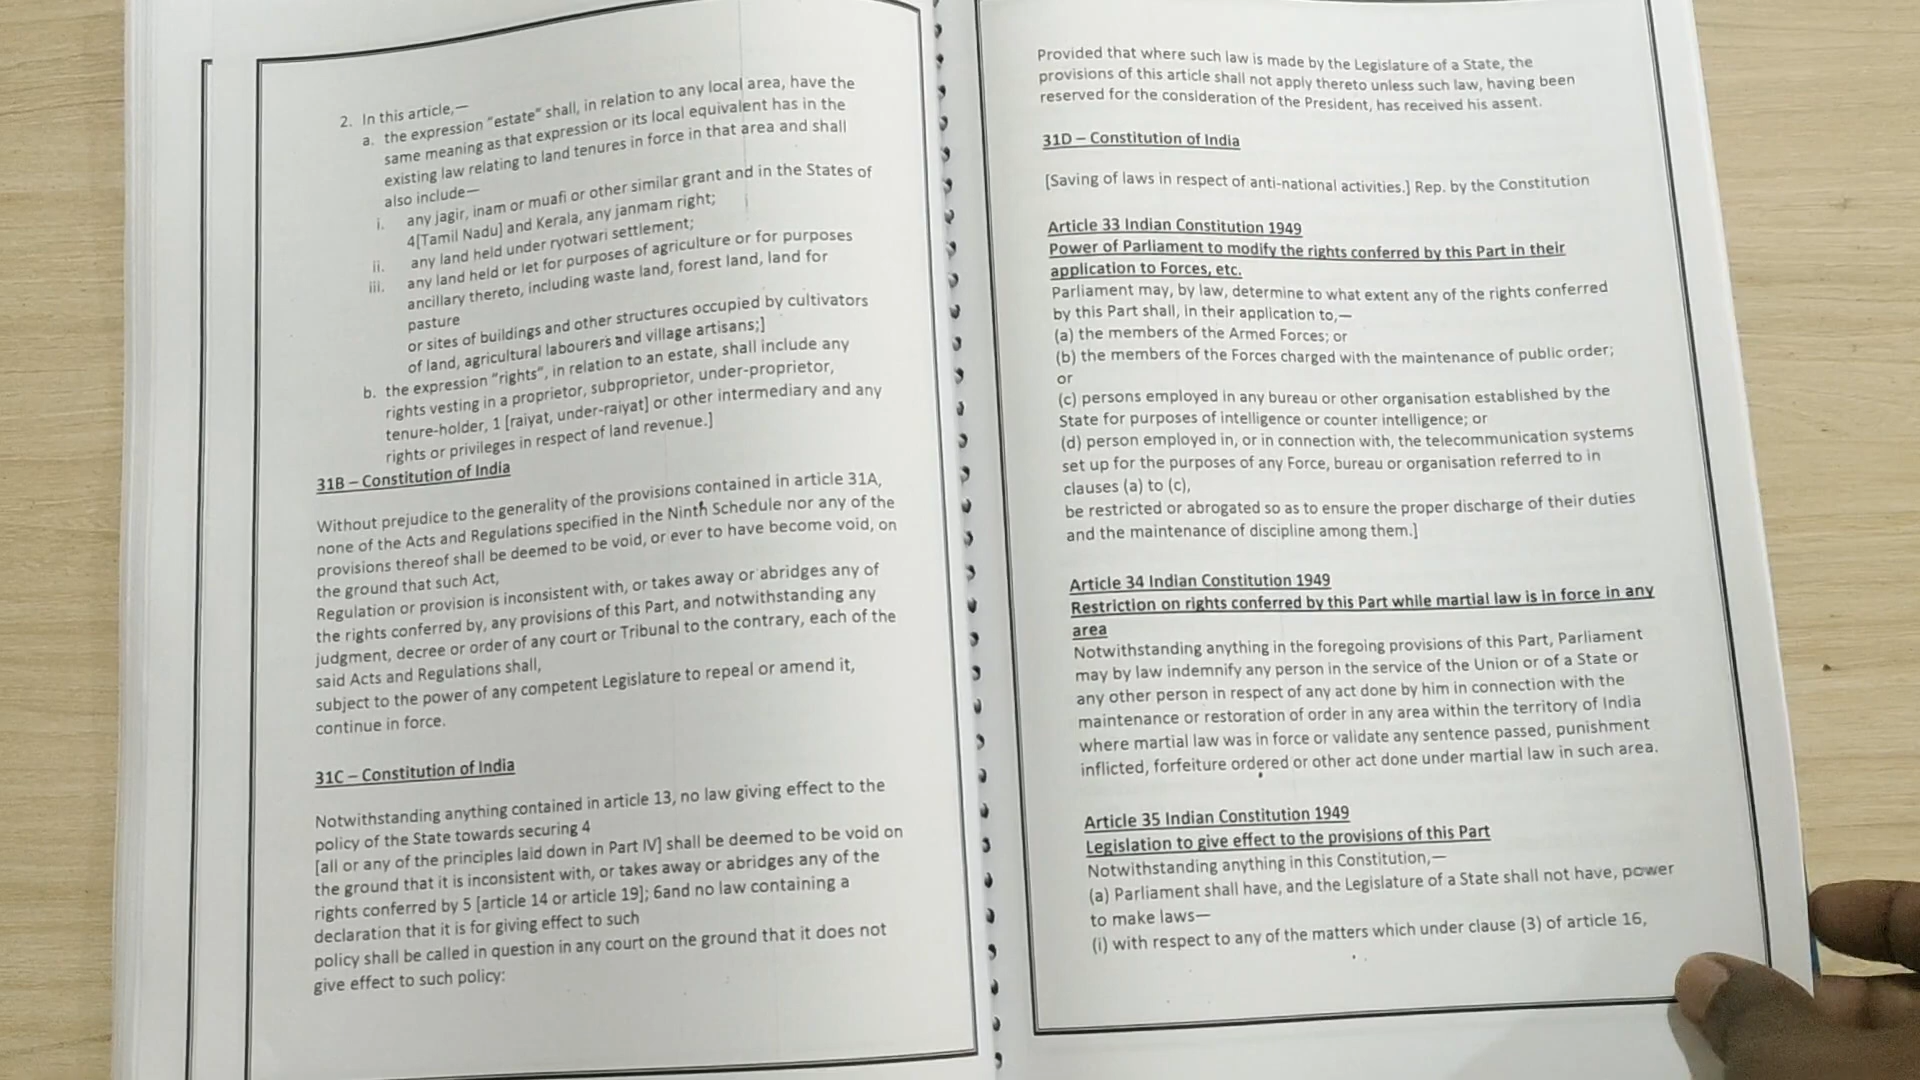 2. In this article,—
a. the expression "estate" shall, in relation to any local area, have the
same meaning as that expression or its local equivalent has in the
existing law relating to land tenures in force in that area and shall
also include—
i. any jagir, inam or muafi or other similar grant and in the States of
4[Tamil Nadu] and Kerala, any janmam right;
ii. any land held under ryotwari settlement;
iii. any land held or let for purposes of agriculture or for purposes
ancillary thereto, including waste land, forest land, land for
pasture
or sites of buildings and other structures occupied by cultivators
of land, agricultural labourers and village artisans;]
b. the expression "rights", in relation to an estate, shall include any
rights vesting in a proprietor, subproprietor, under-proprietor,
tenure-holder, 1 [raiyat, under-raiyat] or other intermediary and any
rights or privileges in respect of land revenue.]
31B – Constitution of India
Without prejudice to the generality of the provisions contained in article 31A,
none of the Acts and Regulations specified in the Ninth Schedule nor any of the
provisions thereof shall be deemed to be void, or ever to have become void, on
the ground that such Act,
Regulation or provision is inconsistent with, or takes away or abridges any of
the rights conferred by, any provisions of this Part, and notwithstanding any
judgment, decree or order of any court or Tribunal to the contrary, each of the
said Acts and Regulations shall,
subject to the power of any competent Legislature to repeal or amend it,
continue in force.
31C – Constitution of India
Notwithstanding anything contained in article 13, no law giving effect to the
policy of the State towards securing 4
[all or any of the principles laid down in Part IV] shall be deemed to be void on
the ground that it is inconsistent with, or takes away or abridges any of the
rights conferred by 5 [article 14 or article 19]; 6and no law containing a
declaration that it is for giving effect to such
policy shall be called in question in any court on the ground that it does not
give effect to such policy:
Provided that where such law is made by the Legislature of a State, the
provisions of this article shall not apply thereto unless such law, having been
reserved for the consideration of the President, has received his assent.
31D – Constitution of India
[Saving of laws in respect of anti-national activities.] Rep. by the Constitution
Article 33 Indian Constitution 1949
Power of Parliament to modify the rights conferred by this Part in their
application to Forces, etc.
Parliament may, by law, determine to what extent any of the rights conferred
by this Part shall, in their application to,—
(a) the members of the Armed Forces; or
(b) the members of the Forces charged with the maintenance of public order;
or
(c) persons employed in any bureau or other organisation established by the
State for purposes of intelligence or counter intelligence; or
(d) person employed in, or in connection with, the telecommunication systems
set up for the purposes of any Force, bureau or organisation referred to in
clauses (a) to (c),
be restricted or abrogated so as to ensure the proper discharge of their duties
and the maintenance of discipline among them.]
Article 34 Indian Constitution 1949
Restriction on rights conferred by this Part while martial law is in force in any
area
Notwithstanding anything in the foregoing provisions of this Part, Parliament
may by law indemnify any person in the service of the Union or of a State or
any other person in respect of any act done by him in connection with the
maintenance or restoration of order in any area within the territory of India
where martial law was in force or validate any sentence passed, punishment
inflicted, forfeiture ordered or other act done under martial law in such area.
Article 35 Indian Constitution 1949
Legislation to give effect to the provisions of this Part
Notwithstanding anything in this Constitution,—
(a) Parliament shall have, and the Legislature of a State shall not have, power
to make laws—
(i) with respect to any of the matters which under clause (3) of article 16,